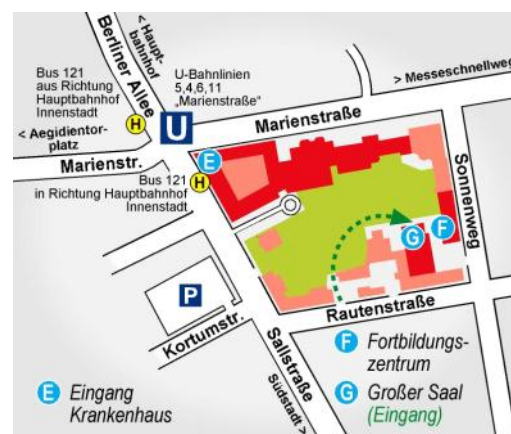 < Haupt-
bahnhof
Berliner Allee
Bus 121
aus Richtung
Hauptbahnhof
Innenstadt
U-Bahnlinien
5,4,6,11
„Marienstraße"
> Messeschnellweg
H
U
< Aegidientor-
platz
Marienstraße
Marienstr.
E
Bus 121
in Richtung Hauptbahnhof
Innenstadt
H
Sonnenweg
G
F
P
Rautenstraße
Kortumstr.
Sallstraße
Südstadt >
F Fortbildungs-
zentrum
E Eingang
Krankenhaus
G Großer Saal
(Eingang)